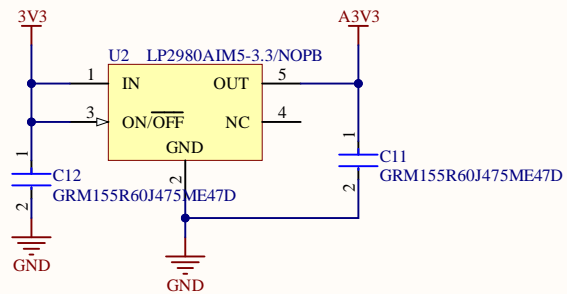 3V3
A3V3
U2 LP2980AIM5-3.3/NOPB
1 IN OUT 5
3 ON/OFF NC 4
GND
2
1
C12
GRM155R60J475ME47D
2
GND
GND
1
C11
GRM155R60J475ME47D
2